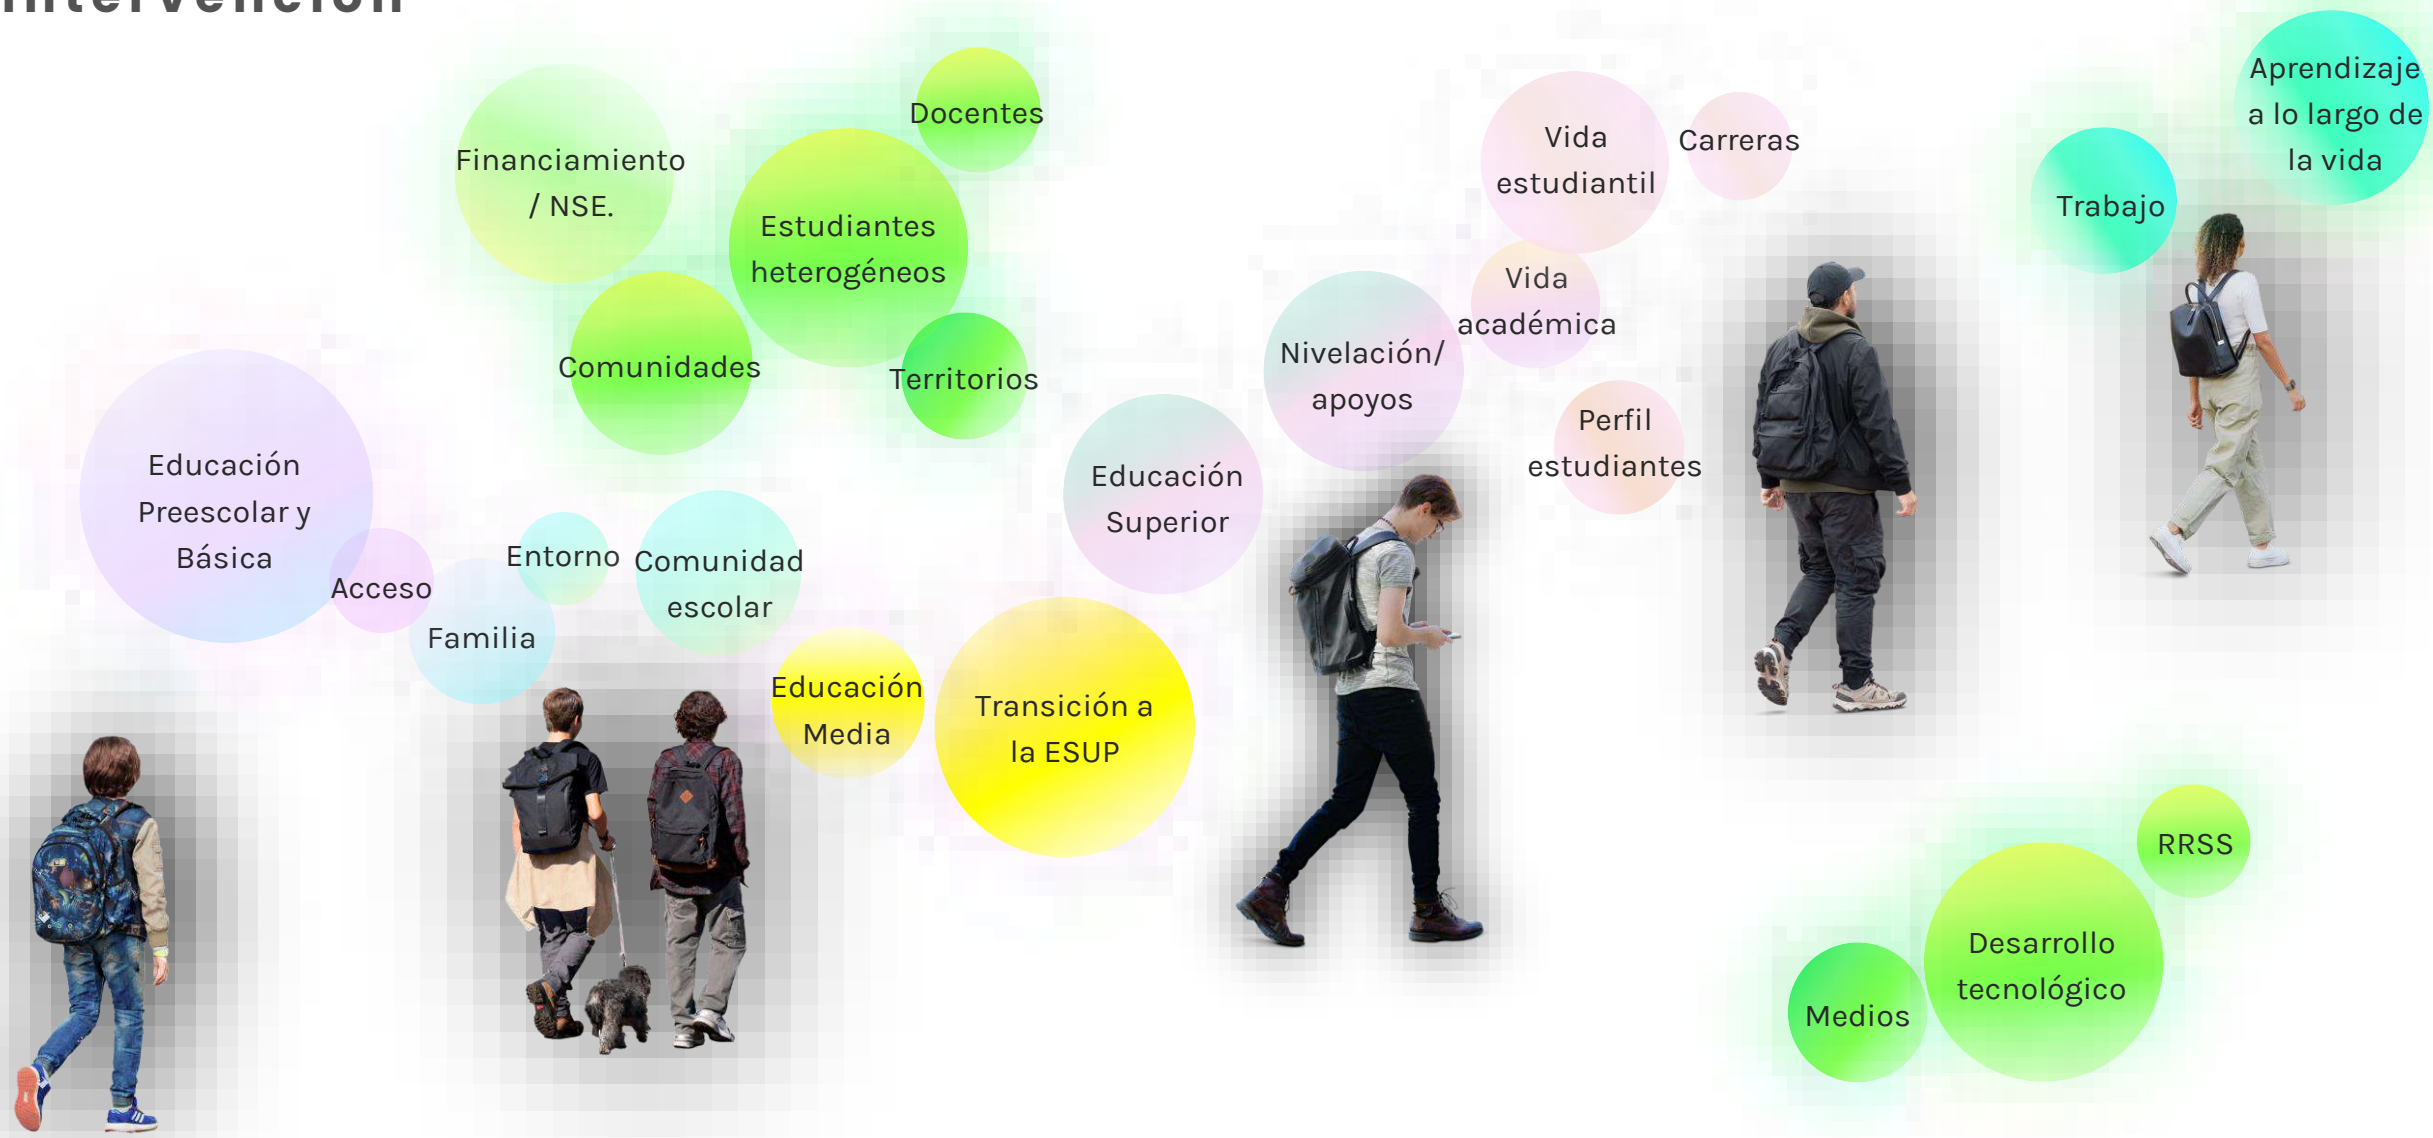 Intervención
Financiamiento
/ NSE.
Docentes
Estudiantes
heterogéneos
Comunidades
Territorios
Educación
Preescolar y
Básica
Acceso
Familia
Entorno
Comunidad
escolar
Educación
Media
Transición a
la ESUP
Educación
Superior
Nivelación/
apoyos
Vida
estudiantil
Carreras
Vida
académica
Perfil
estudiantes
Trabajo
Aprendizaje
a lo largo de
la vida
RRSS
Desarrollo
tecnológico
Medios